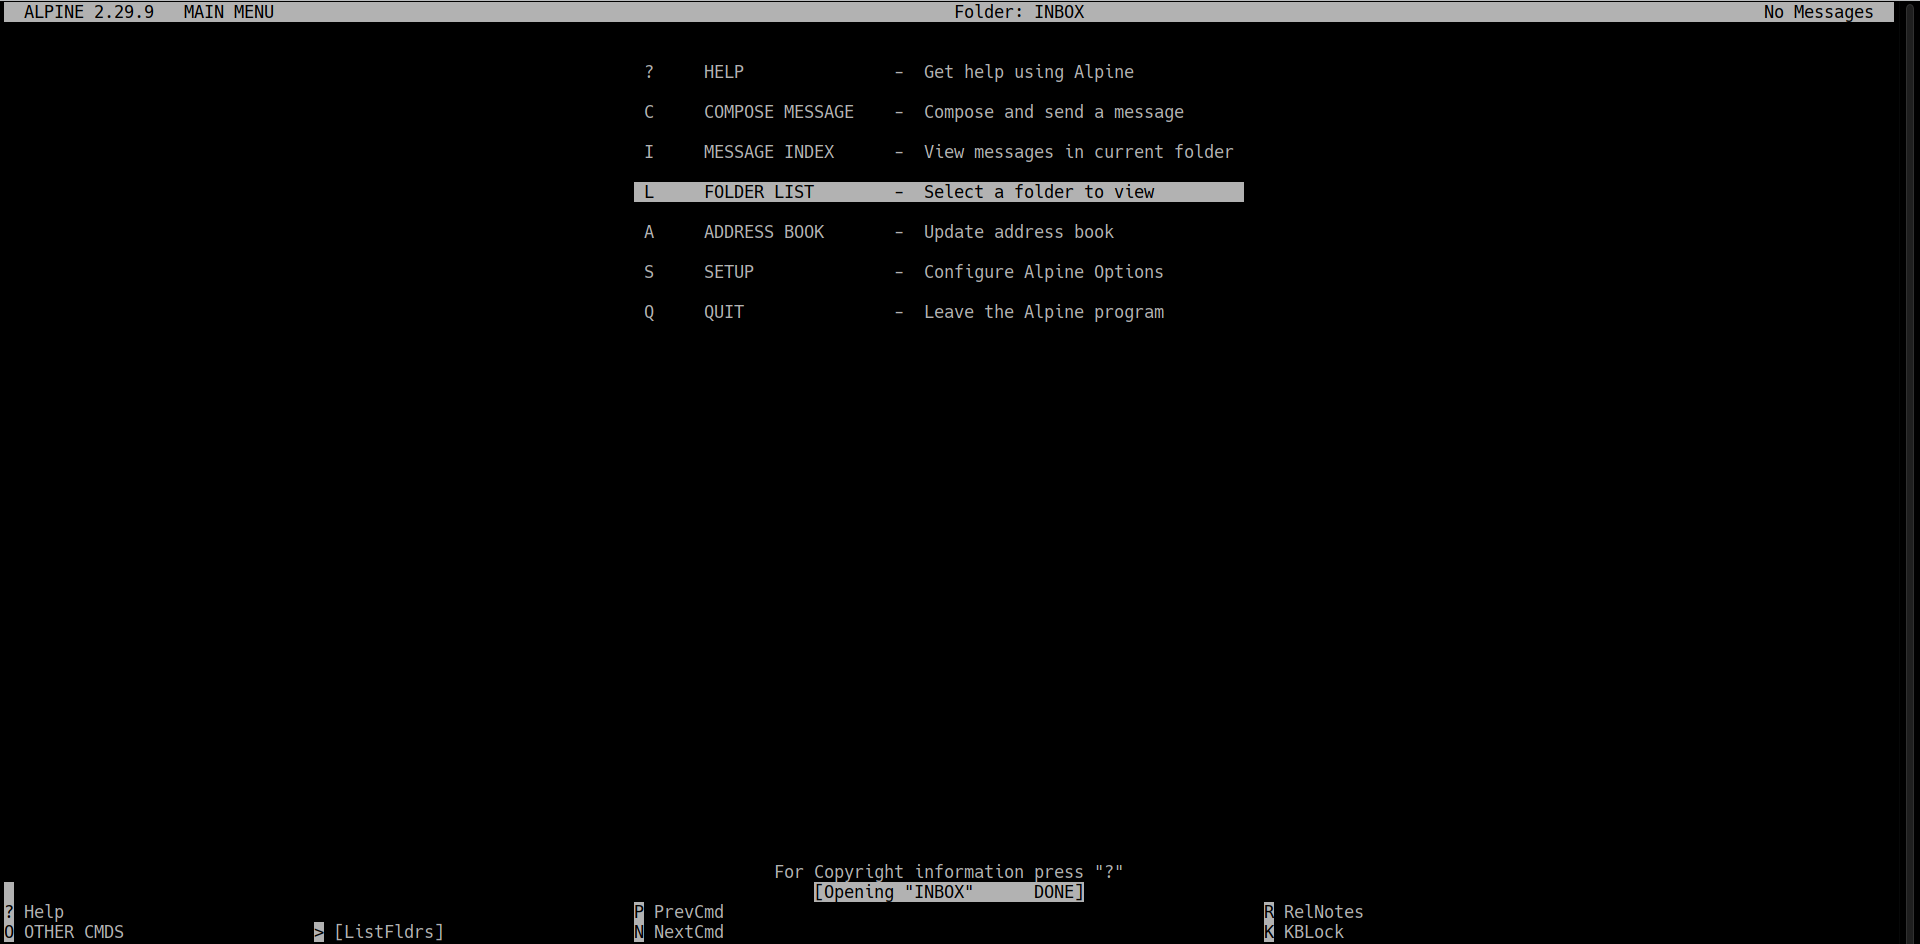 ALPINE 2.29.9   MAIN MENU   Folder: INBOX   No Messages
?   HELP   -   Get help using Alpine
C   COMPOSE MESSAGE   -   Compose and send a message
I   MESSAGE INDEX   -   View messages in current folder
L   FOLDER LIST   -   Select a folder to view
A   ADDRESS BOOK   -   Update address book
S   SETUP   -   Configure Alpine Options
Q   QUIT   -   Leave the Alpine program
For Copyright information press "?"
[Opening "INBOX"      DONE]
? Help   P PrevCmd   R RelNotes
O OTHER CMDS   > [ListFldrs]   N NextCmd   K KBLock